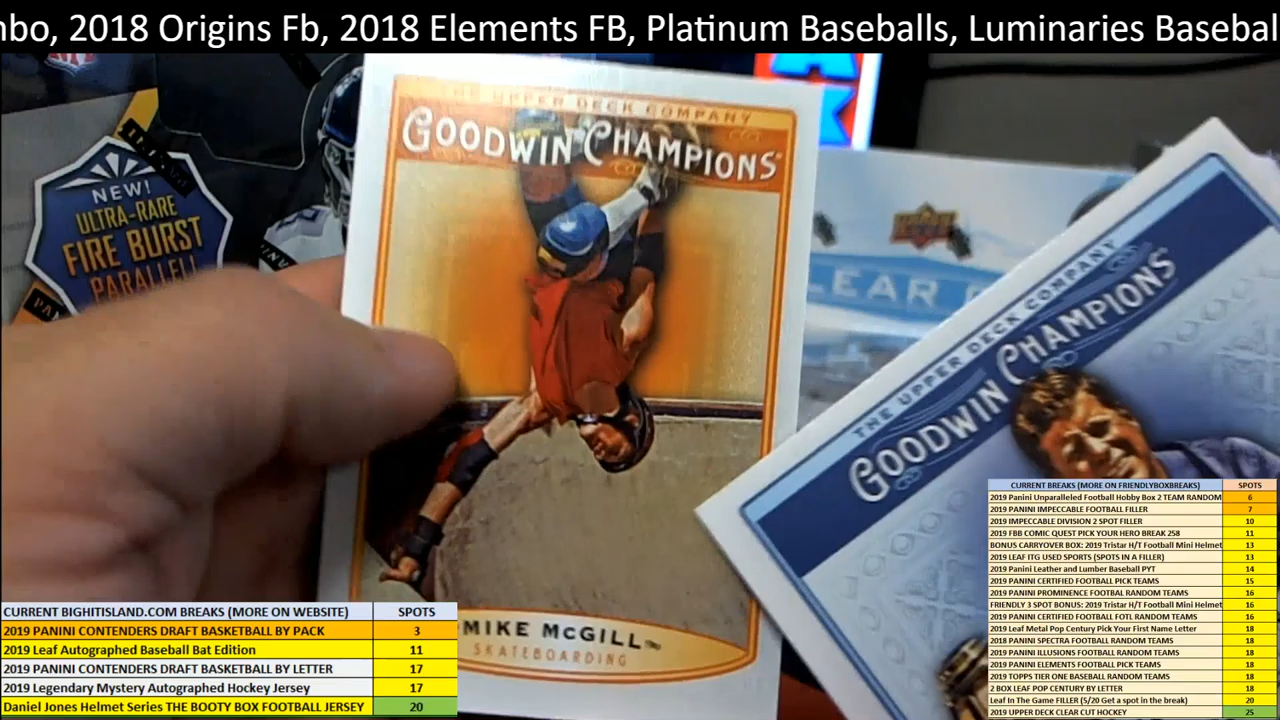 nbo, 2018 Origins Fb, 2018 Elements FB, Platinum Baseballs, Luminaries Basebal
NEW!
ULTRA-RARE
FIRE BURST
PARALLEL!
THE UPPER DECK COMPANY
GOODWIN CHAMPIONS
MIKE McGILL™
SKATEBOARDING
LEAR
THE UPPER DECK COMPANY
GOODWIN CHAMPIONS
CURRENT BIGHITISLAND.COM BREAKS (MORE ON WEBSITE) SPOTS
2019 PANINI CONTENDERS DRAFT BASKETBALL BY PACK 3
2019 Leaf Autographed Baseball Bat Edition 11
2019 PANINI CONTENDERS DRAFT BASKETBALL BY LETTER 17
2019 Legendary Mystery Autographed Hockey Jersey 17
Daniel Jones Helmet Series THE BOOTY BOX FOOTBALL JERSEY 20
CURRENT BREAKS (MORE ON FRIENDLYBOXBREAKS) SPOTS
2019 Panini Unparalleled Football Hobby Box 2 TEAM RANDOM 6
2019 PANINI IMPECCABLE FOOTBALL FILLER 7
2019 IMPECCABLE DIVISION 2 SPOT FILLER 10
2019 FBB COMIC QUEST PICK YOUR HERO BREAK 258 11
BONUS CARRYOVER BOX: 2019 Tristar H/T Football Mini Helmet 13
2019 LEAF ITG USED SPORTS (SPOTS IN A FILLER) 13
2019 Panini Leather and Lumber Baseball PYT 14
2019 PANINI CERTIFIED FOOTBALL PICK TEAMS 15
2019 PANINI PROMINENCE FOOTBAL RANDOM TEAMS 16
FRIENDLY 3 SPOT BONUS: 2019 Tristar H/T Football Mini Helmet 16
2019 PANINI CERTIFIED FOOTBALL FOTL RANDOM TEAMS 16
2019 Leaf Metal Pop Century Pick Your First Name Letter 18
2018 PANINI SPECTRA FOOTBALL RANDOM TEAMS 18
2019 PANINI ILLUSIONS FOOTBALL RANDOM TEAMS 18
2019 PANINI ELEMENTS FOOTBALL PICK TEAMS 18
2019 TOPPS TIER ONE BASEBALL RANDOM TEAMS 18
2 BOX LEAF POP CENTURY BY LETTER 18
Leaf In The Game FILLER (5/20 Get a spot in the break) 20
2019 UPPER DECK CLEAR CUT HOCKEY 25